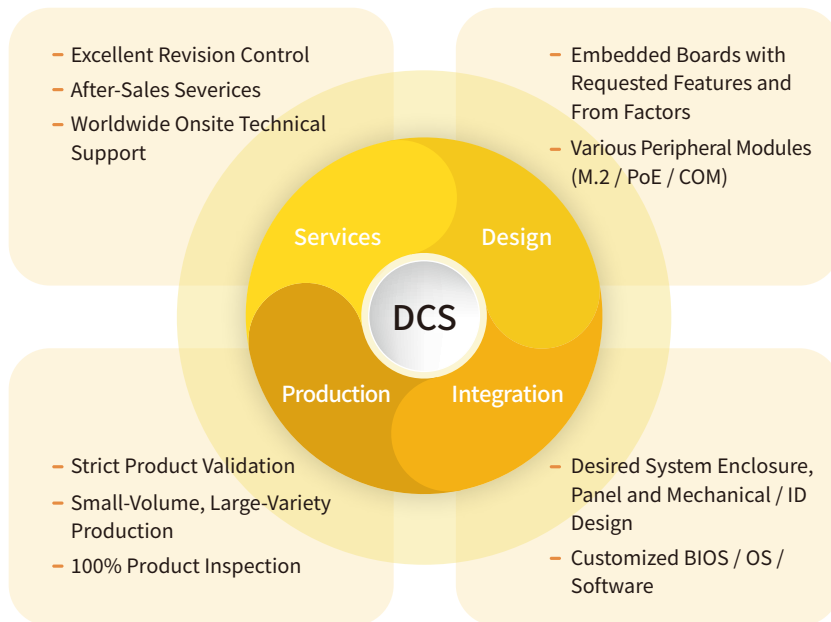 – Excellent Revision Control
– After-Sales Severices
– Worldwide Onsite Technical
Support
– Embedded Boards with
Requested Features and
From Factors
– Various Peripheral Modules
(M.2 / PoE / COM)
Services
Design
DCS
Production
Integration
– Strict Product Validation
– Small-Volume, Large-Variety
Production
– 100% Product Inspection
– Desired System Enclosure,
Panel and Mechanical / ID
Design
– Customized BIOS / OS /
Software